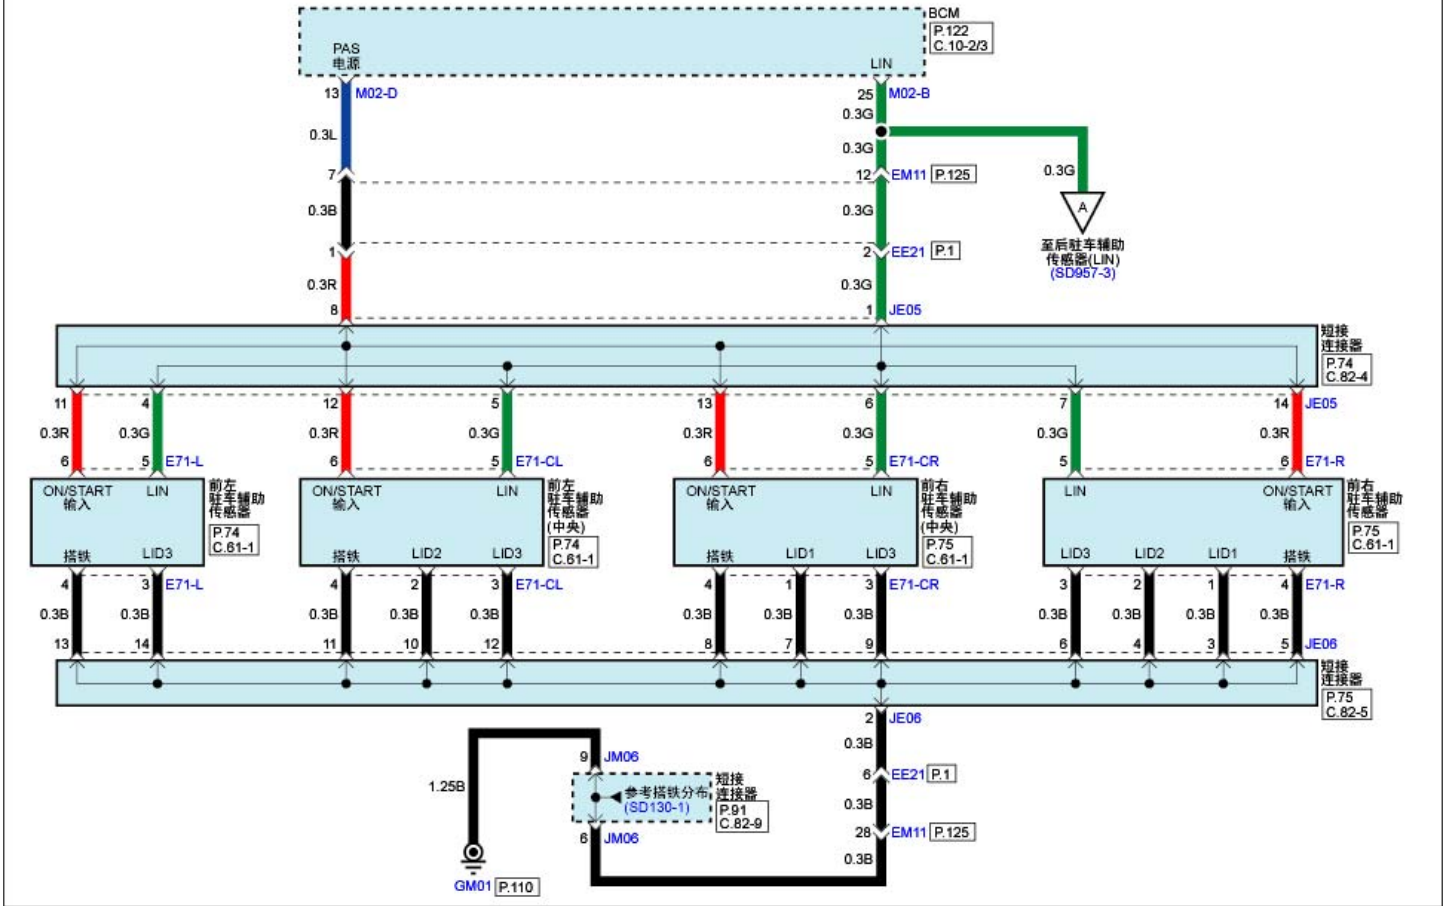 BCM
P.122
C.10-2/3
PAS
电源
LIN
13
M02-D
25
M02-B
0.3G
0.3L
0.3G
0.3G
7
12
EM11
P.125
A
0.3B
0.3G
至后驻车辅助
传感器(LIN)
(SD957-3)
1
2
EE21
P.1
0.3R
0.3G
8
1
JE05
短接
连接器
P.74
C.82-4
11
4
12
5
13
6
7
14
JE05
0.3R
0.3G
0.3R
0.3G
0.3R
0.3G
0.3G
0.3R
6
5
E71-L
6
5
E71-CL
6
5
E71-CR
5
6
E71-R
ON/START
输入
LIN
前左
驻车辅助
传感器
P.74
C.61-1
搭铁
LID3
ON/START
输入
LIN
前左
驻车辅助
传感器
(中央)
P.74
C.61-1
搭铁
LID2
LID3
ON/START
输入
LIN
前右
驻车辅助
传感器
(中央)
P.75
C.61-1
搭铁
LID1
LID3
LIN
ON/START
输入
前右
驻车辅助
传感器
P.75
C.61-1
LID3
LID2
LID1
搭铁
4
3
E71-L
4
2
3
E71-CL
4
1
3
E71-CR
3
2
1
4
E71-R
0.3B
0.3B
0.3B
0.3B
0.3B
0.3B
0.3B
0.3B
0.3B
0.3B
0.3B
0.3B
13
14
11
10
12
8
7
9
6
4
3
5
JE06
短接
连接器
P.75
C.82-5
2
JE06
0.3B
9
JM06
6
EE21
P.1
1.25B
参考搭铁分布
(SD130-1)
短接
连接器
P.91
C.82-9
0.3B
6
JM06
28
EM11
P.125
0.3B
GM01
P.110